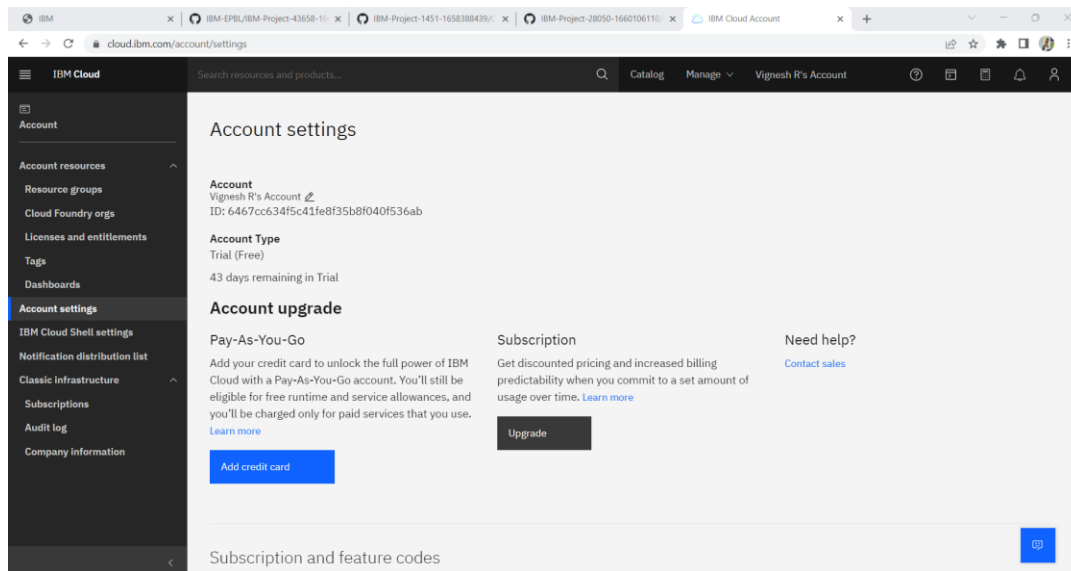 IBM
IBM-EPBL/IBM-Project-43658-16
IBM-Project-1451-1658388439/
IBM-Project-28050-1660106110/
IBM Cloud Account
cloud.ibm.com/account/settings
IBM Cloud
Search resources and products...
Catalog
Manage
Vignesh R's Account
Account
Account resources
Resource groups
Cloud Foundry orgs
Licenses and entitlements
Tags
Dashboards
Account settings
IBM Cloud Shell settings
Notification distribution list
Classic infrastructure
Subscriptions
Audit log
Company information
Account settings
Account
Vignesh R's Account
ID: 6467cc634f5c41fe8f35b8f040f536ab
Account Type
Trial (Free)
43 days remaining in Trial
Account upgrade
Pay-As-You-Go
Add your credit card to unlock the full power of IBM
Cloud with a Pay-As-You-Go account. You'll still be
eligible for free runtime and service allowances, and
you'll be charged only for paid services that you use.
Learn more
Add credit card
Subscription
Get discounted pricing and increased billing
predictability when you commit to a set amount of
usage over time. Learn more
Upgrade
Need help?
Contact sales
Subscription and feature codes